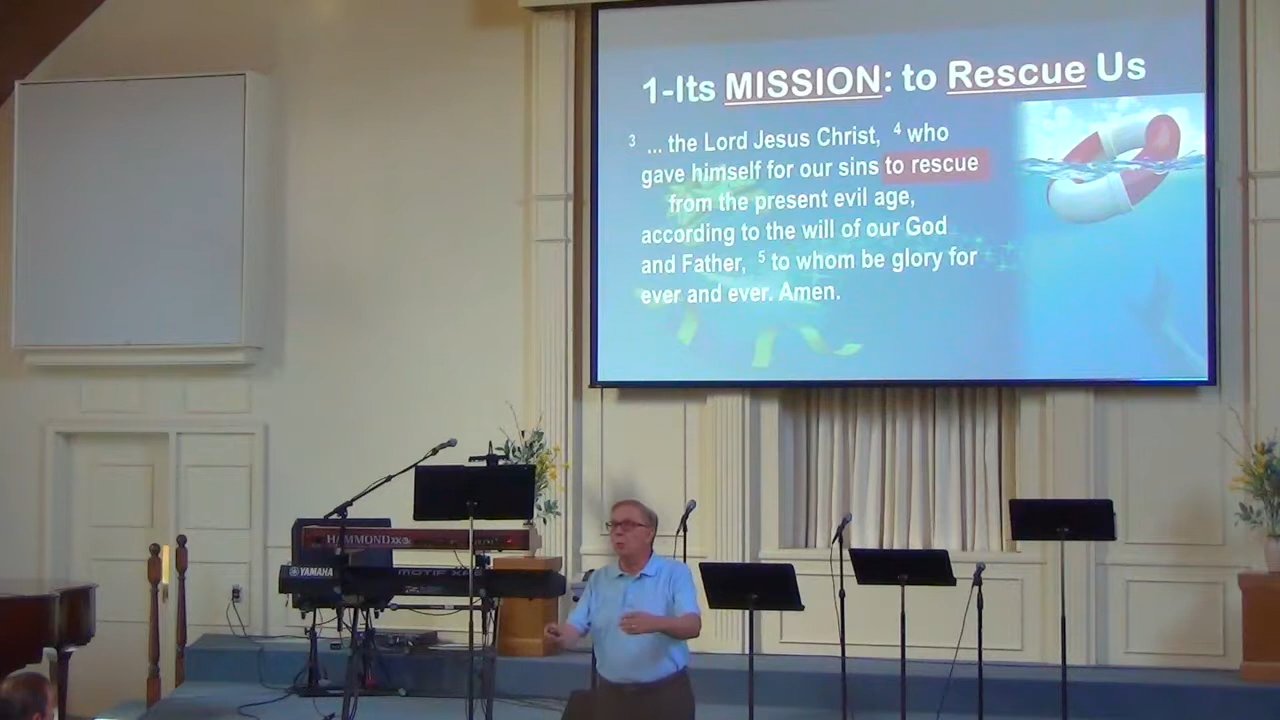 1-Its MISSION: to Rescue Us
3 ... the Lord Jesus Christ, 4 who
gave himself for our sins to rescue
from the present evil age,
according to the will of our God
and Father, 5 to whom be glory for
ever and ever. Amen.
HAMMOND XK-3c
YAMAHA MOTIF